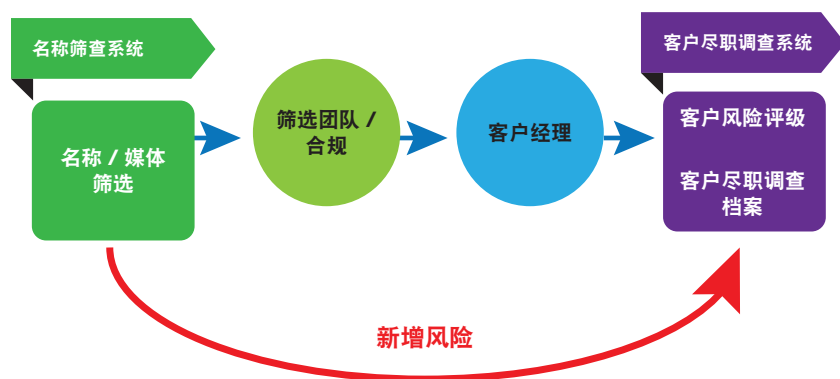 名称筛查系统
客户尽职调查系统
名称 / 媒体
筛选
筛选团队 /
合规
客户经理
客户风险评级
客户尽职调查
档案
新增风险